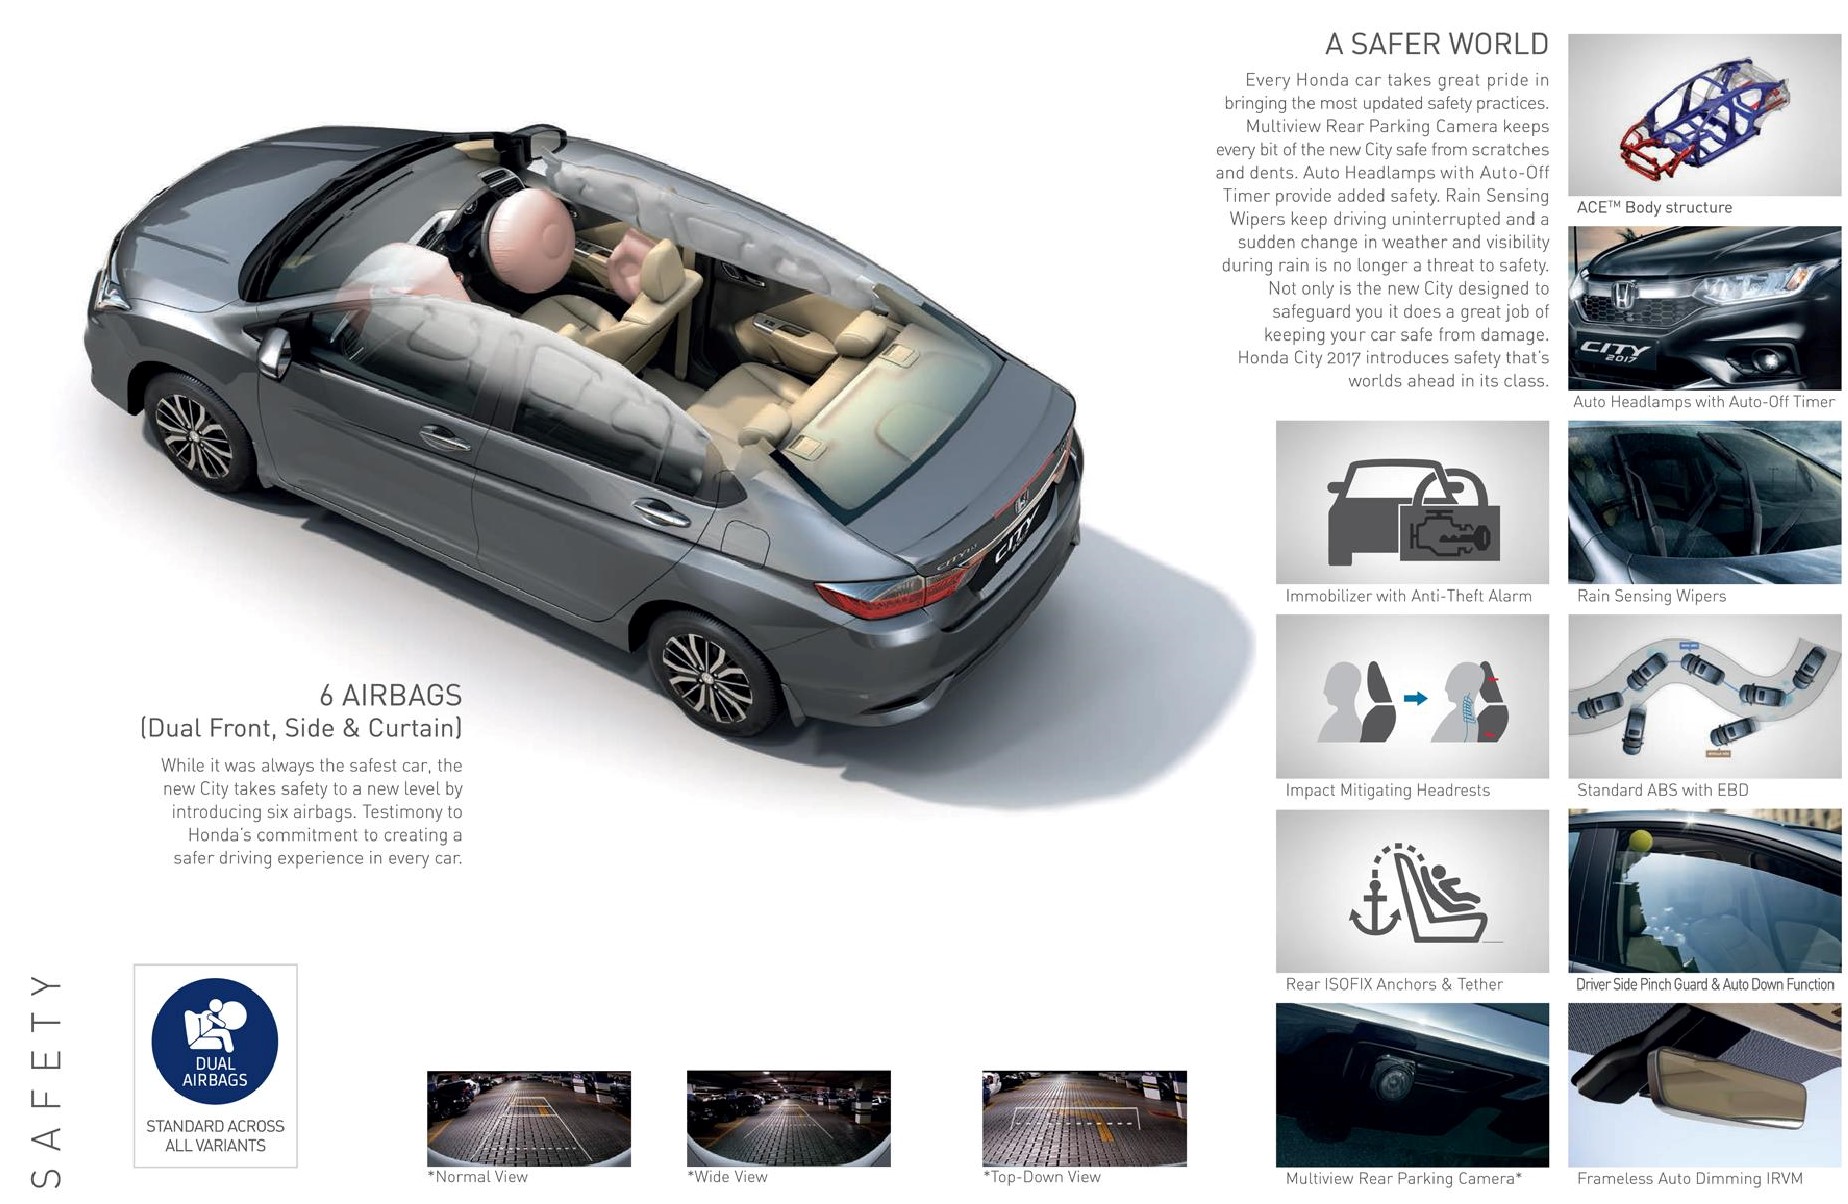 A SAFER WORLD
Every Honda car takes great pride in
bringing the most updated safety practices.
Multiview Rear Parking Camera keeps
every bit of the new City safe from scratches
and dents. Auto Headlamps with Auto-Off
Timer provide added safety. Rain Sensing
Wipers keep driving uninterrupted and a
sudden change in weather and visibility
during rain is no longer a threat to safety.
Not only is the new City designed to
safeguard you it does a great job of
keeping your car safe from damage.
Honda City 2017 introduces safety that's
worlds ahead in its class.
ACE™ Body structure
CITY
2017
Auto Headlamps with Auto-Off Timer
Immobilizer with Anti-Theft Alarm
Rain Sensing Wipers
Impact Mitigating Headrests
Standard ABS with EBD
Rear ISOFIX Anchors & Tether
Driver Side Pinch Guard & Auto Down Function
Multiview Rear Parking Camera*
Frameless Auto Dimming IRVM
CITY
CITY
6 AIRBAGS
(Dual Front, Side & Curtain)
While it was always the safest car, the
new City takes safety to a new level by
introducing six airbags. Testimony to
Honda's commitment to creating a
safer driving experience in every car.
SAFETY
DUAL
AIRBAGS
STANDARD ACROSS
ALL VARIANTS
*Normal View
*Wide View
*Top-Down View